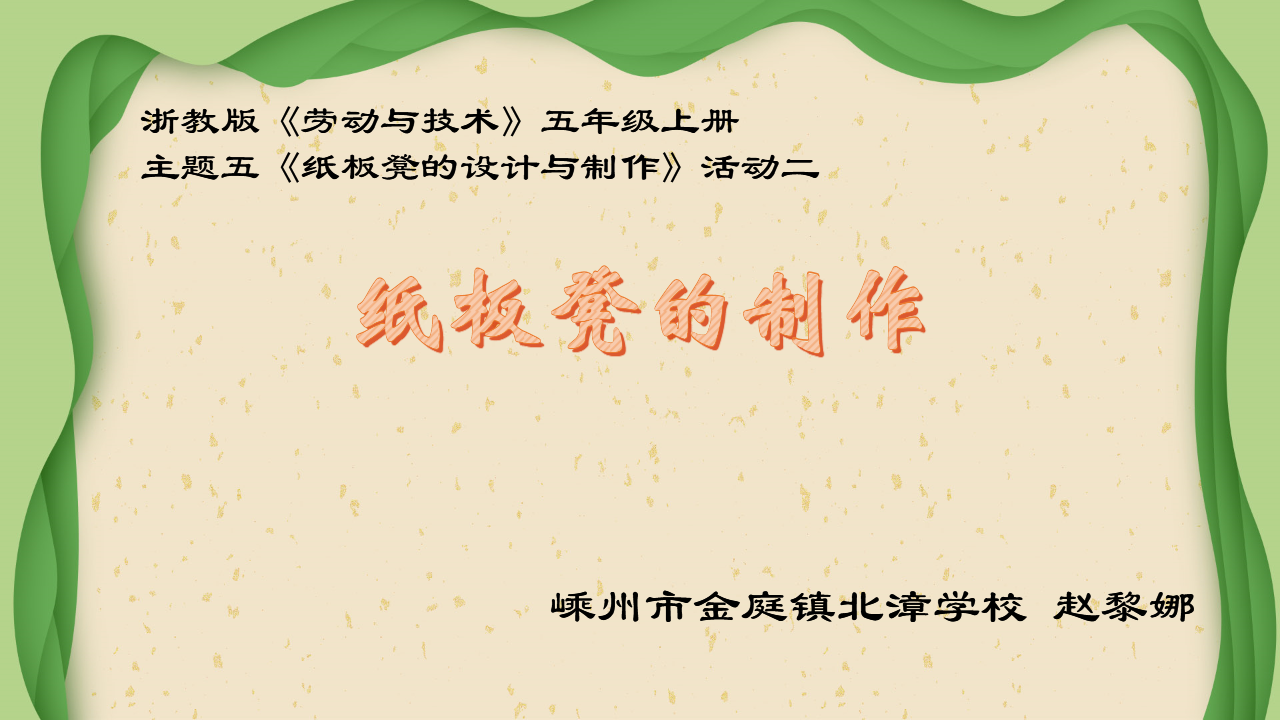 浙教版《劳动与技术》五年级上册
主题五《纸板凳的设计与制作》活动二
纸板凳的制作
嵊州市金庭镇北漳学校 赵黎娜